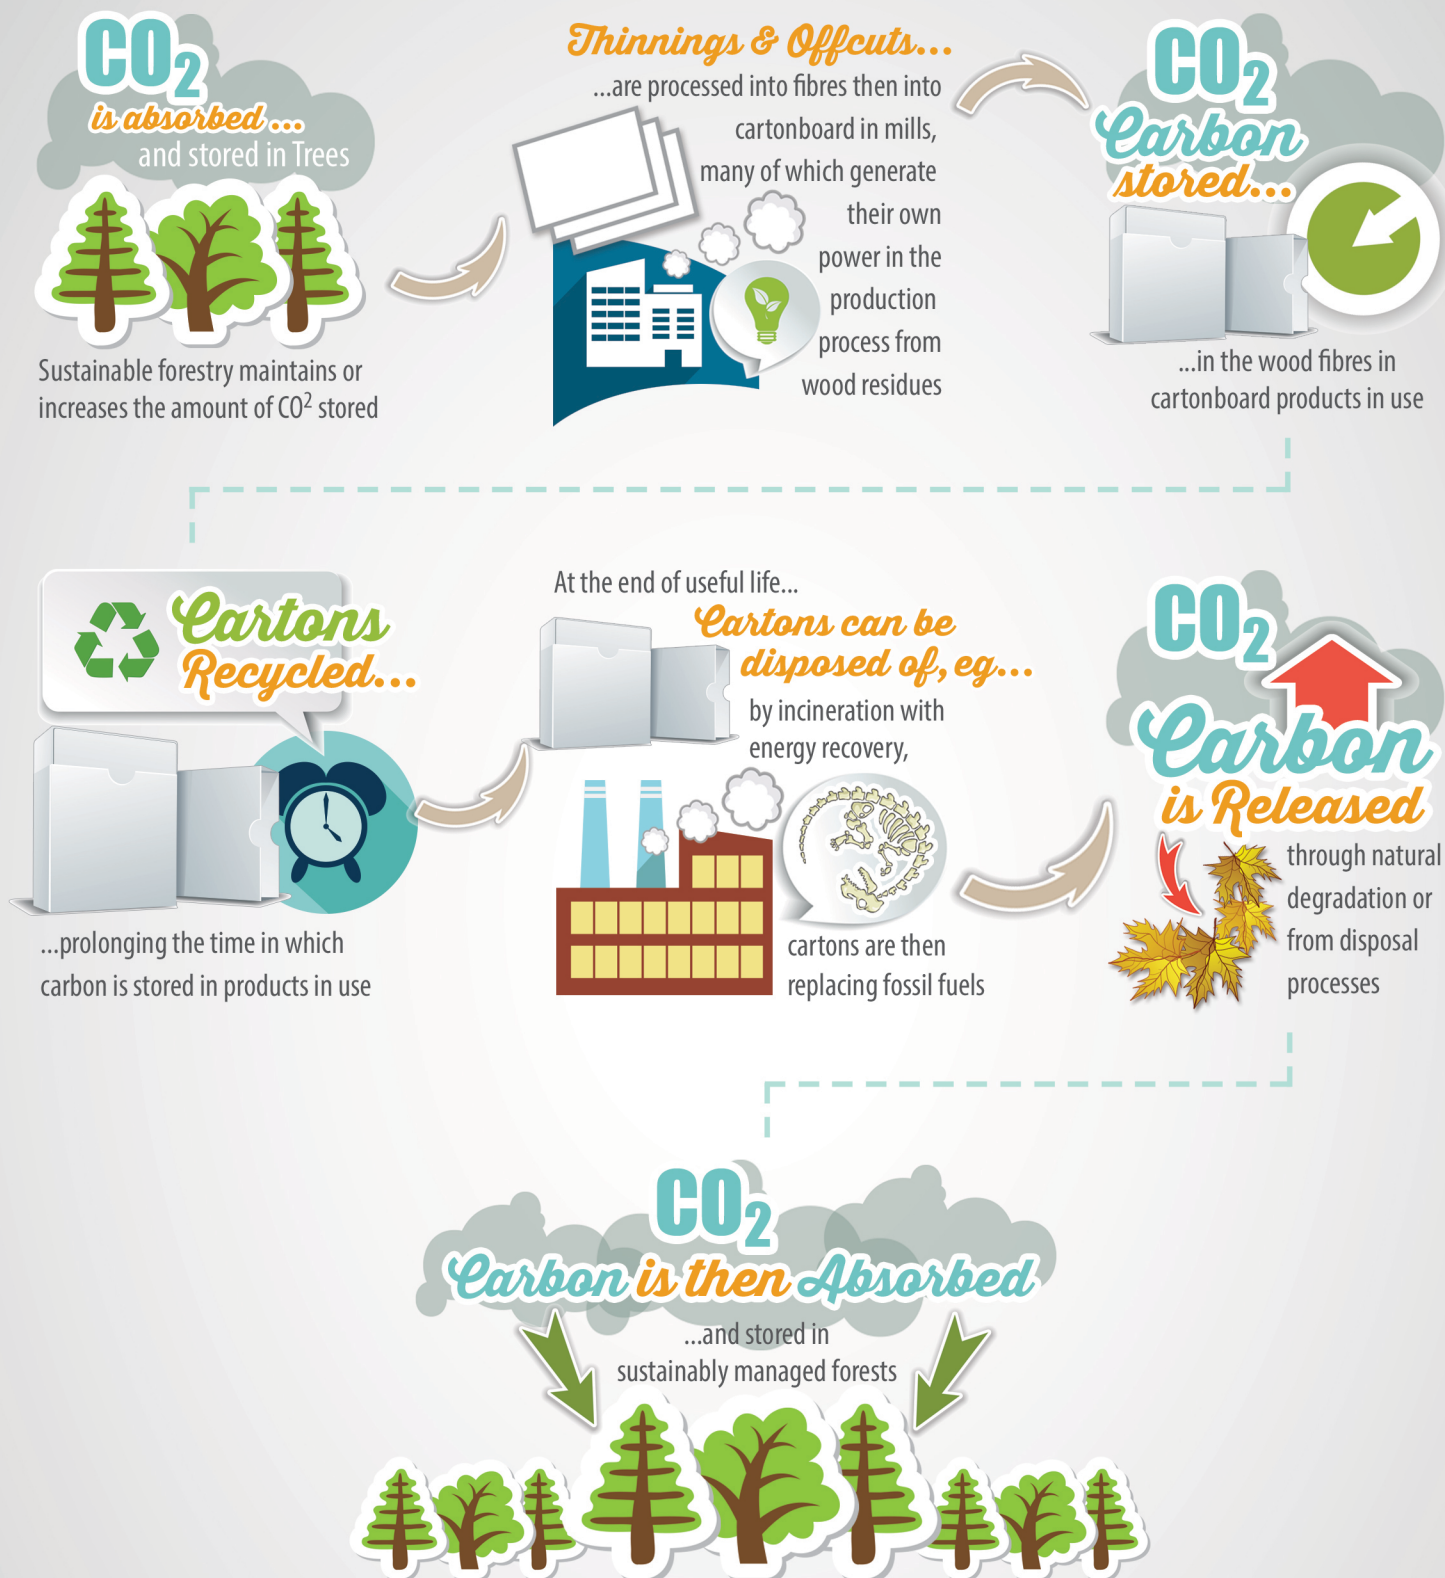 CO₂
is absorbed ...
and stored in Trees
Sustainable forestry maintains or
increases the amount of CO² stored
Thinnings & Offcuts...
...are processed into fibres then into
cartonboard in mills,
many of which generate
their own
power in the
production
process from
wood residues
CO₂
Carbon
stored...
...in the wood fibres in
cartonboard products in use
Cartons
Recycled...
...prolonging the time in which
carbon is stored in products in use
At the end of useful life...
Cartons can be
disposed of, eg...
by incineration with
energy recovery,
cartons are then
replacing fossil fuels
CO₂
Carbon
is Released
through natural
degradation or
from disposal
processes
CO₂
Carbon is then Absorbed
...and stored in
sustainably managed forests